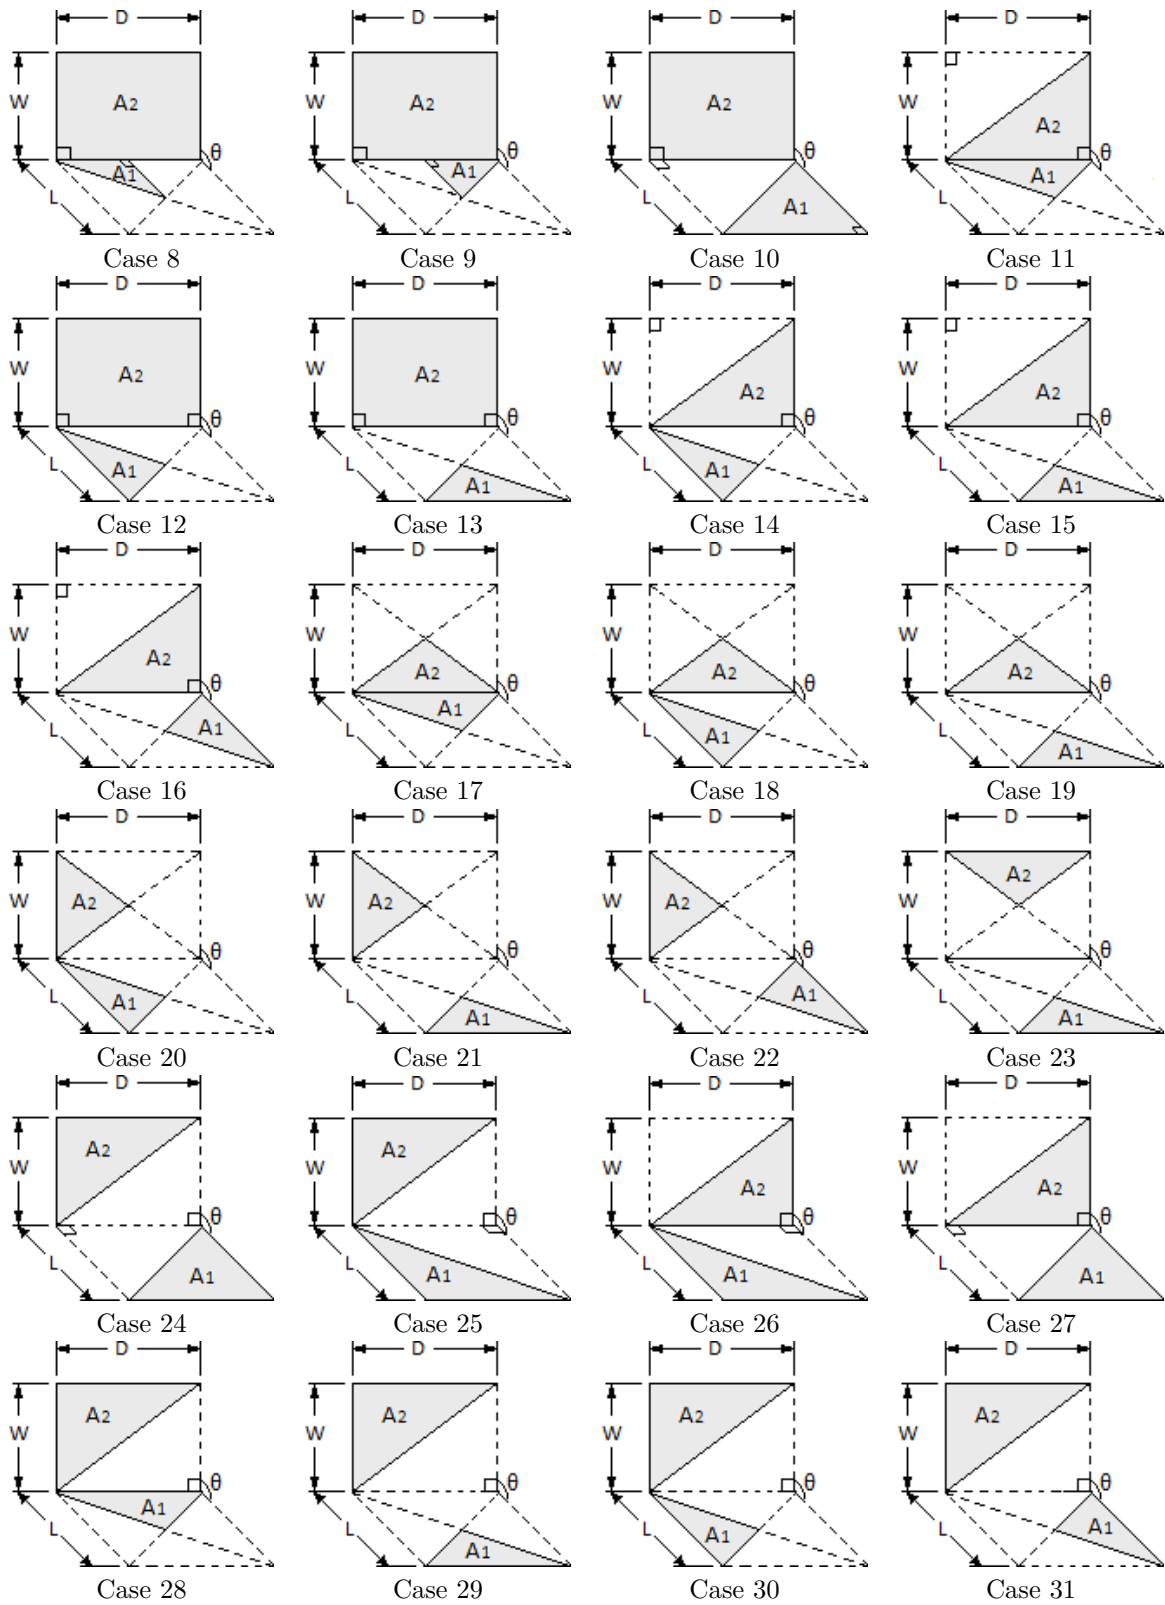 D D D D
W A2 θ L A1 W A2 θ L A1 W A2 θ L A1 W A2 θ L A1
Case 8 Case 9 Case 10 Case 11
D D D D
W A2 θ L A1 W A2 θ L A1 W A2 θ L A1 W A2 θ L A1
Case 12 Case 13 Case 14 Case 15
D D D D
W A2 θ L A1 W A2 θ L A1 W A2 θ L A1 W A2 θ L A1
Case 16 Case 17 Case 18 Case 19
D D D D
W A2 θ L A1 W A2 θ L A1 W A2 θ L A1 W A2 θ L A1
Case 20 Case 21 Case 22 Case 23
D D D D
W A2 θ L A1 W A2 θ L A1 W A2 θ L A1 W A2 θ L A1
Case 24 Case 25 Case 26 Case 27
D D D D
W A2 θ L A1 W A2 θ L A1 W A2 θ L A1 W A2 θ L A1
Case 28 Case 29 Case 30 Case 31